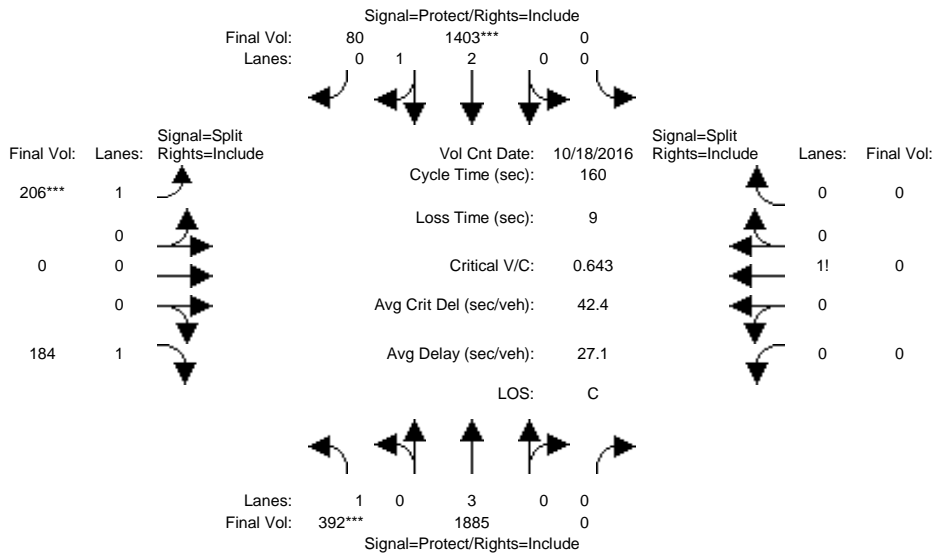 Signal=Protect/Rights=Include
Final Vol: 80 1403*** 0
Lanes: 0 1 2 0 0
Signal=Split Signal=Split
Final Vol: Lanes: Rights=Include Vol Cnt Date: 10/18/2016 Rights=Include Lanes: Final Vol:
Cycle Time (sec): 160
206*** 1 0 0
Loss Time (sec): 9
0 0
0 0 Critical V/C: 0.643 1! 0
0 Avg Crit Del (sec/veh): 42.4 0
184 1 Avg Delay (sec/veh): 27.1 0 0
LOS: C
Lanes: 1 0 3 0 0
Final Vol: 392*** 1885 0
Signal=Protect/Rights=Include